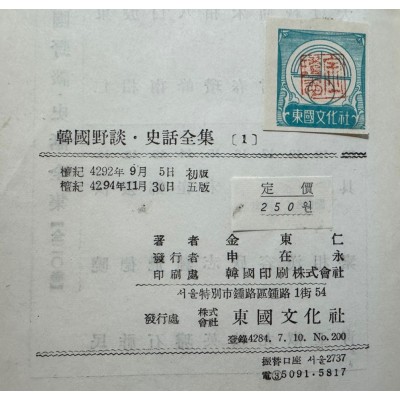 東國文化社
韓國野談·史話全集 〔1〕
檀紀 4292年 9月 5日 初版
檀紀 4294年11月 30日 五版
定價
250원
著者 金東仁
發行者 申在永
印刷處 韓國印刷株式會社
서울特別市鍾路區鍾路 1街 54
發行處 株式會社 東國文化社
登錄4284. 7. 10. No. 200
振替口座 서울2737
電③5091.5817